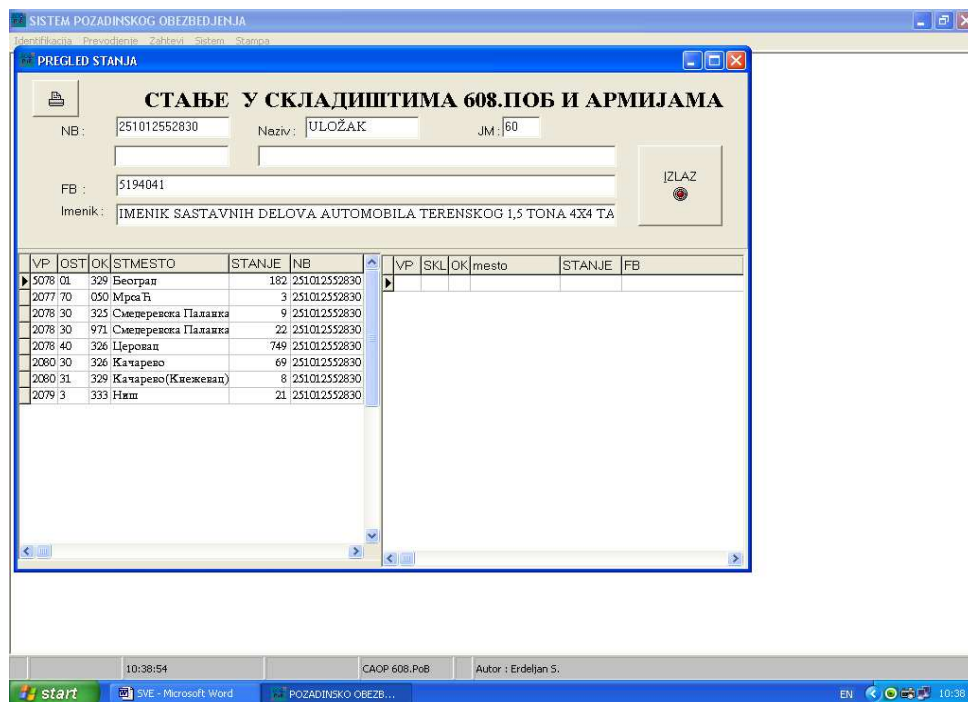 SISTEM POZADINSKOG OBEZBEDJENJA
Identifikacija Prevodjenje Zahtevi Sistem Stampa
PREGLED STANJA
СТАЊЕ У СКЛАДИШТИМА 608.ПОБ И АРМИЈАМА
NB : 251012552830 Naziv : ULOŽAK JM : 60
IZLAZ
FB : 5194041
Imenik : IMENIK SASTAVNIH DELOVA AUTOMOBILA TERENSKOG 1,5 TONA 4X4 TA
VP OST OK STMESTO STANJE NB VP SKL OK mesto STANJE FB
5078 01 329 Београд 182 251012552830
2077 70 050 МрсаЋ 3 251012552830
2078 30 325 Смедеревска Паланка 9 251012552830
2078 30 971 Смедеревска Паланка 22 251012552830
2078 40 326 Церовац 749 251012552830
2080 30 326 Качарево 69 251012552830
2080 31 329 Качарево(Кнежевац) 8 251012552830
2079 3 333 Ниш 21 251012552830
10:38:54 CAOP 608.PoB Autor : Erdeljan S.
start SVE - Microsoft Word POZADINSKO OBEZB... EN 10:38